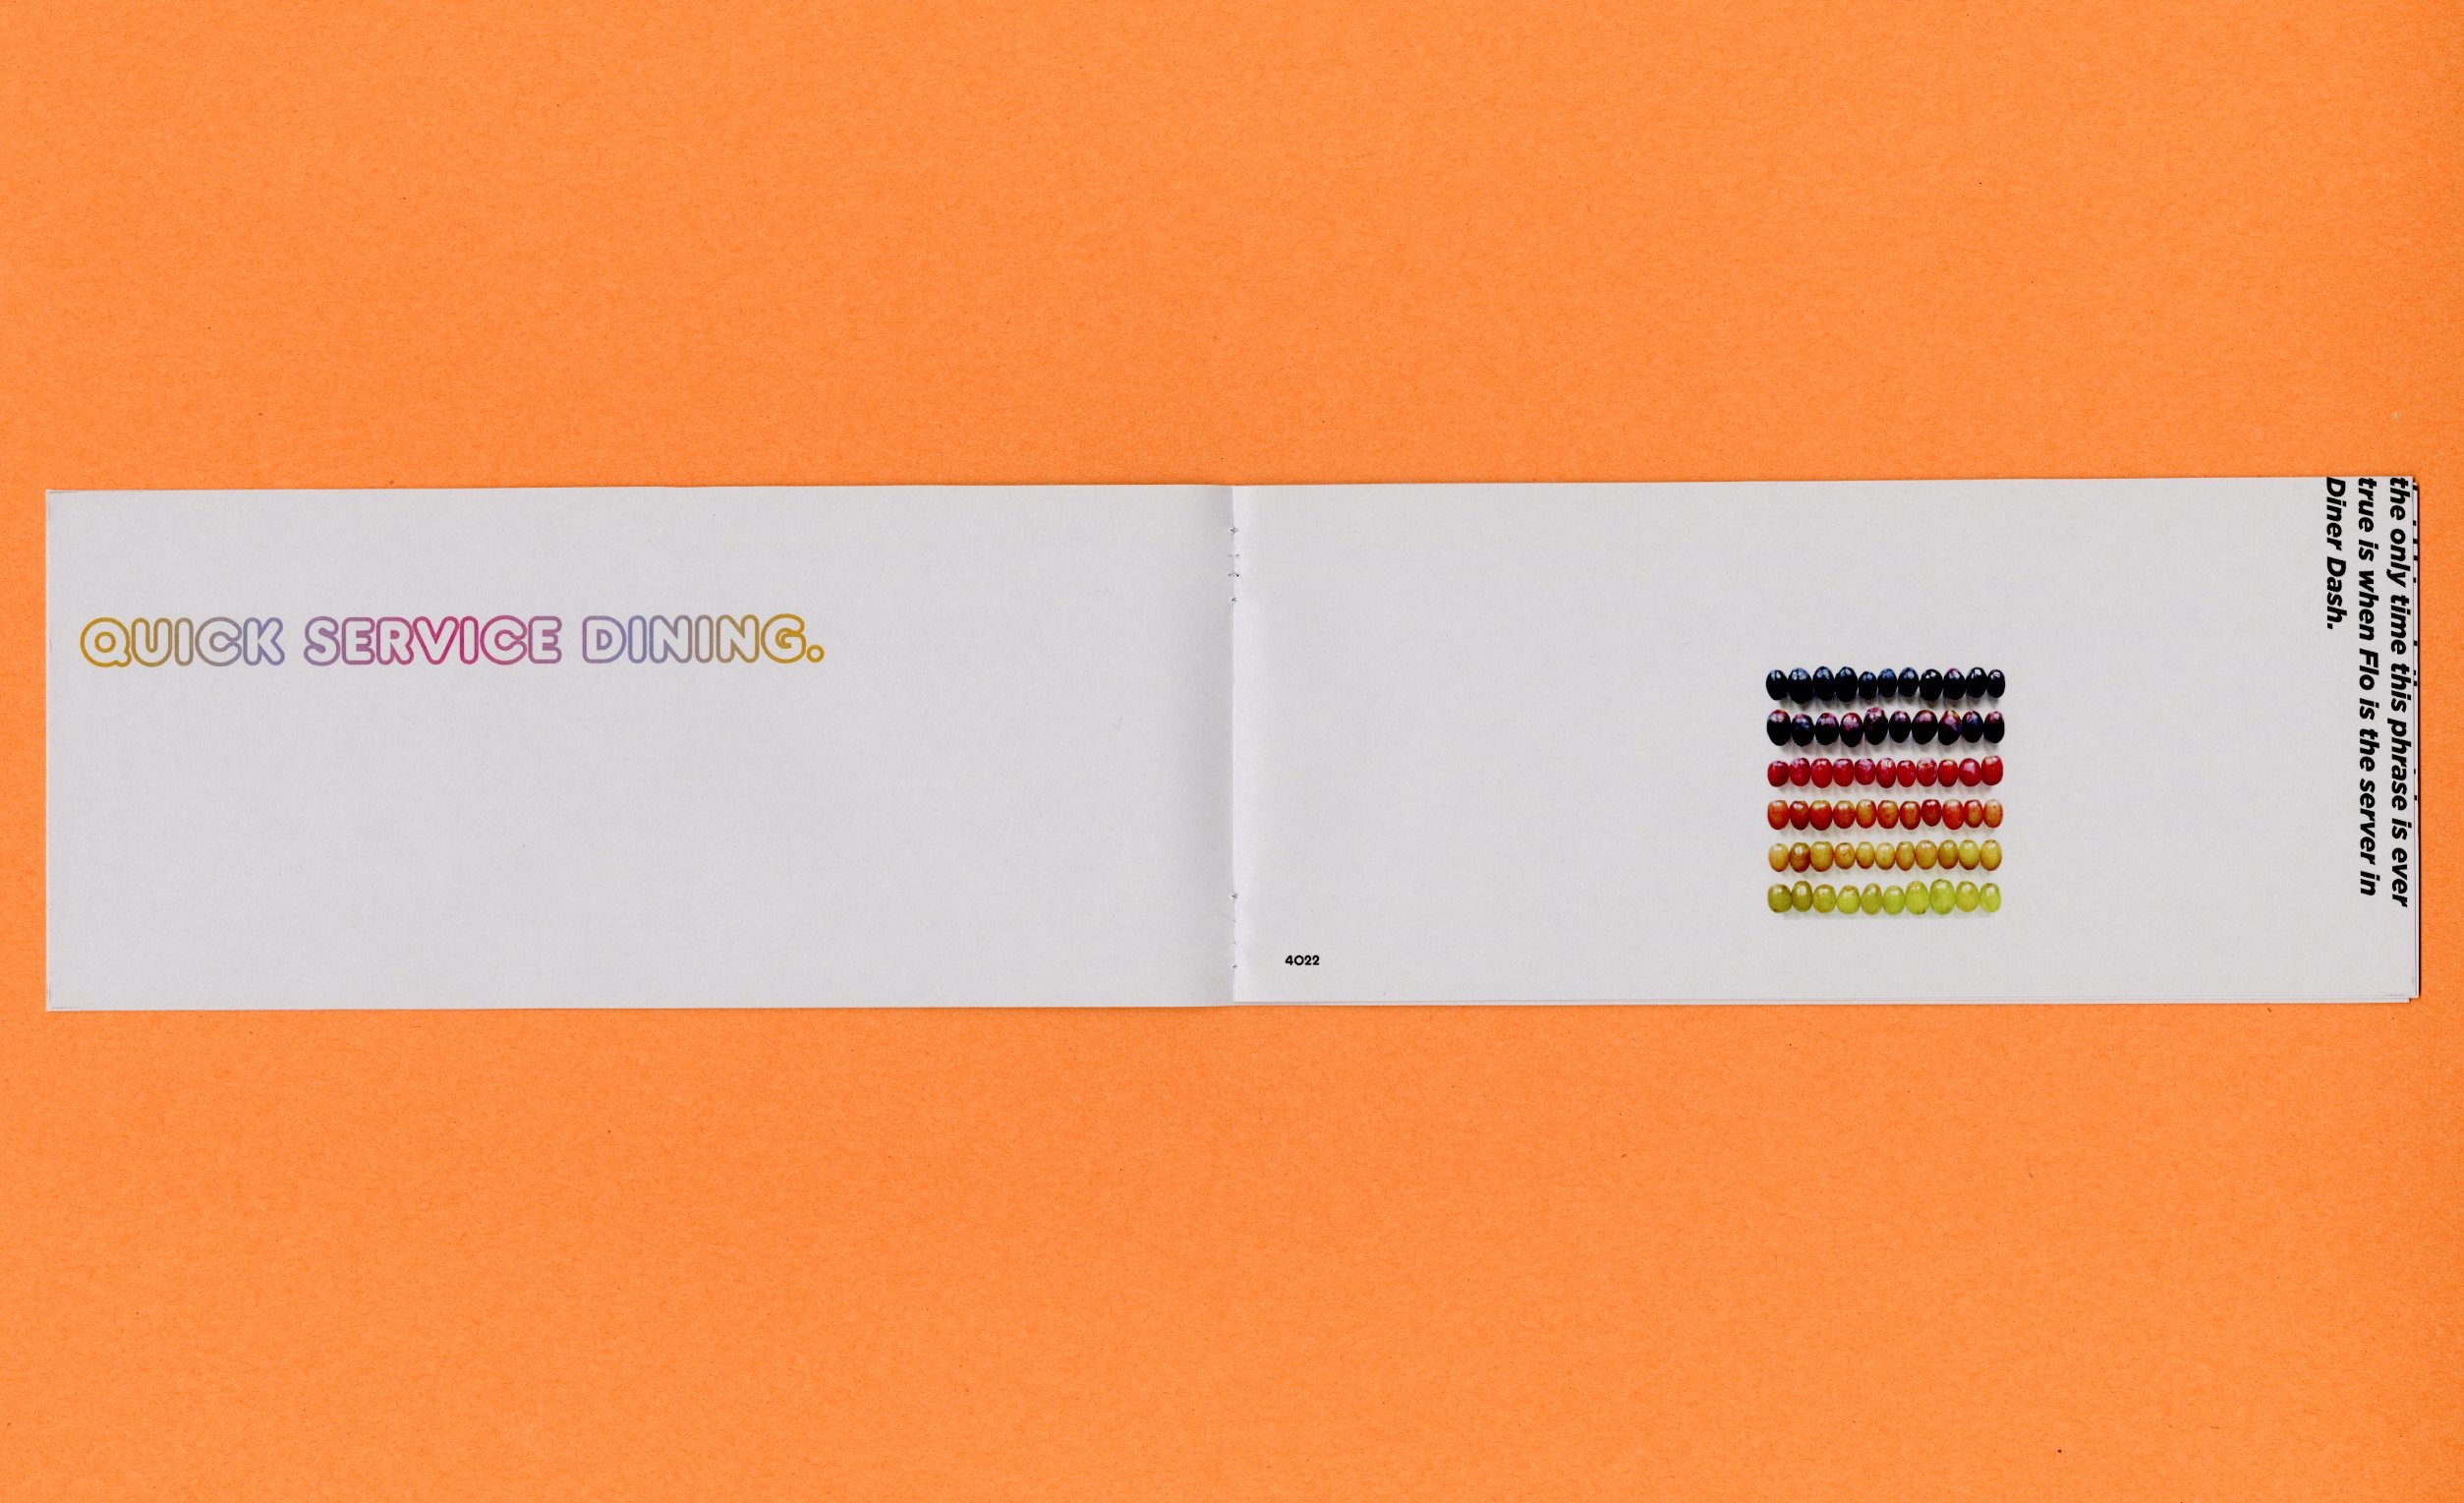 QUICK SERVICE DINING.
4022
the only time this phrase is ever
true is when Flo is the server in
Diner Dash.